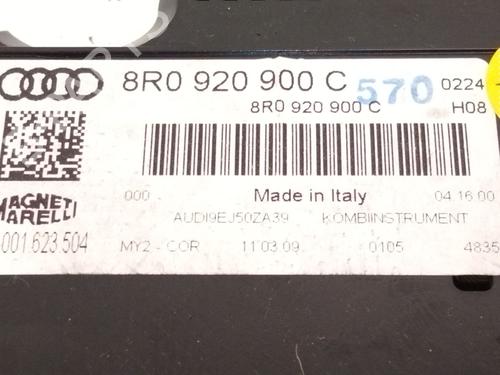 8R0 920 900 C 570 0224
8R0 920 900 C H08
000 Made in Italy 04.16.00
MAGNETI MARELLI
AUDI9EJ50ZA39 KOMBIINSTRUMENT
001.623.504 MY2 - COR 11.03.09 0105 4835